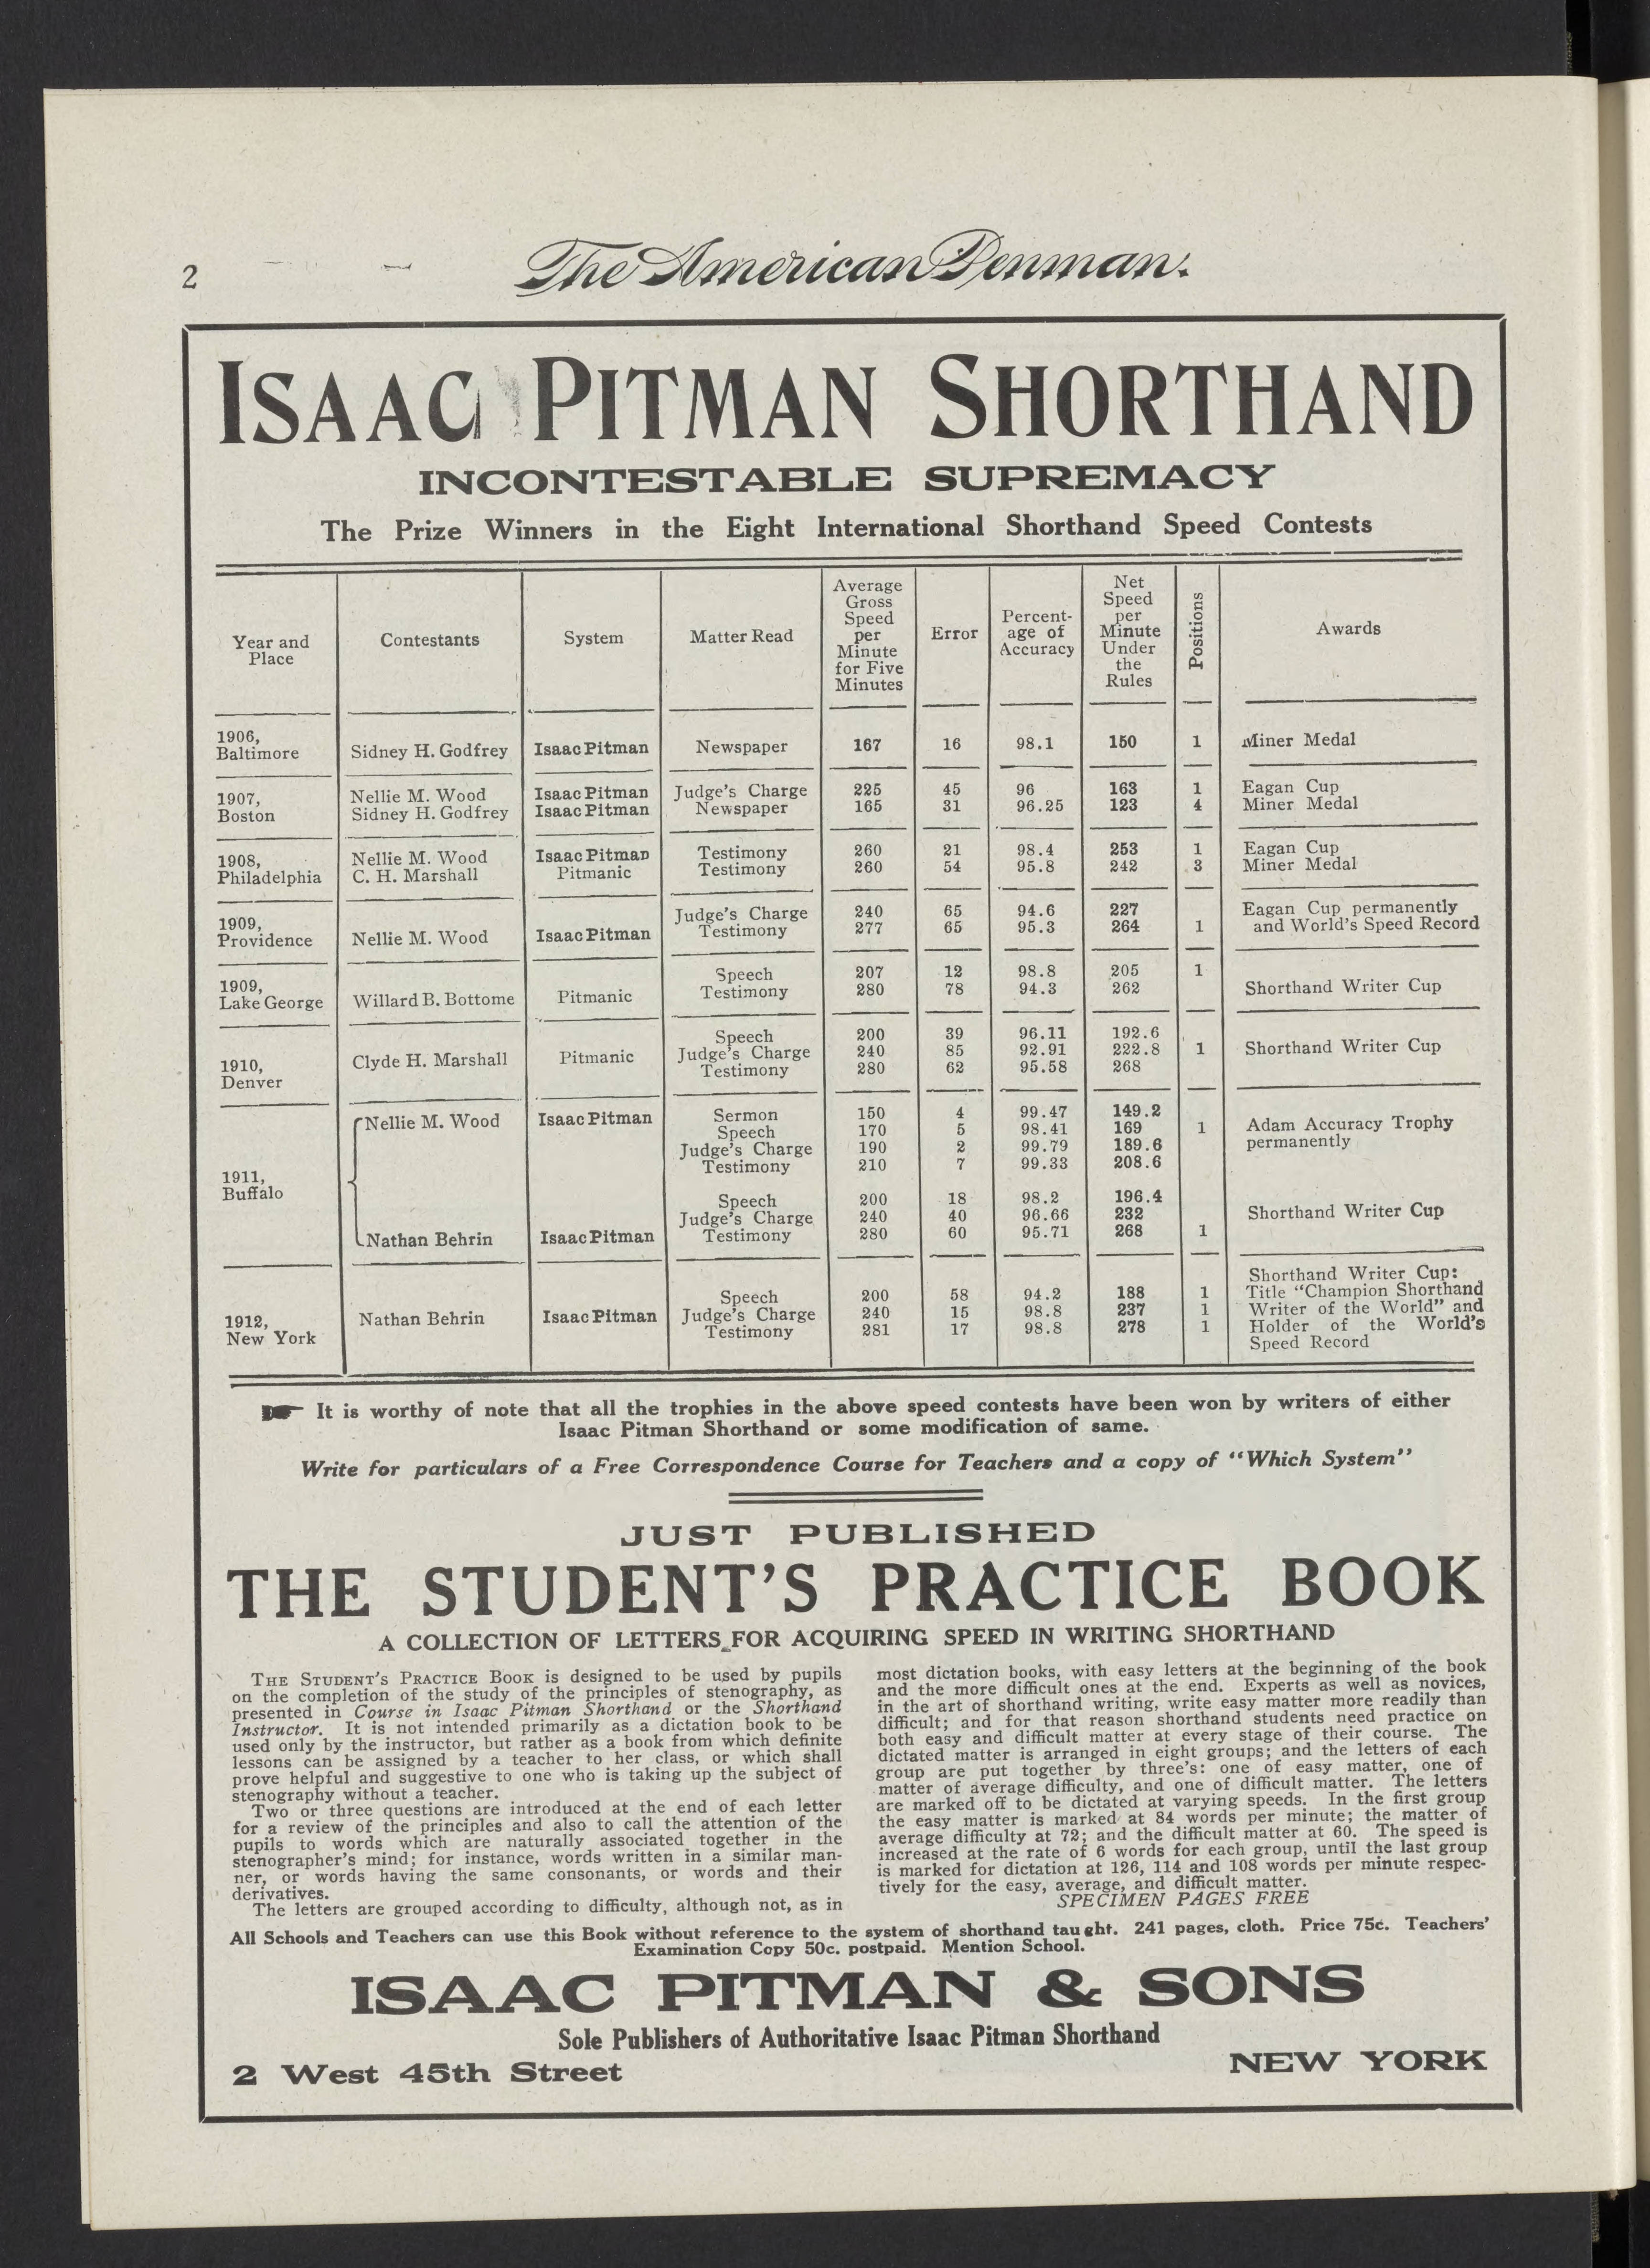 2
The American Penman.
ISAAC PITMAN SHORTHAND
INCONTESTABLE SUPREMACY
The Prize Winners in the Eight International Shorthand Speed Contests
Year and Place | Contestants | System | Matter Read | Average Gross Speed per Minute for Five Minutes | Error | Percent- age of Accuracy | Net Speed per Minute Under the Rules | Positions | Awards
1906, Baltimore | Sidney H. Godfrey | Isaac Pitman | Newspaper | 167 | 16 | 98.1 | 150 | 1 | Miner Medal
1907, Boston | Nellie M. Wood | Isaac Pitman | Judge's Charge | 225 | 45 | 96 | 163 | 1 | Eagan Cup
Sidney H. Godfrey | Isaac Pitman | Newspaper | 165 | 31 | 96.25 | 123 | 4 | Miner Medal
1908, Philadelphia | Nellie M. Wood | Isaac Pitman | Testimony | 260 | 21 | 98.4 | 253 | 1 | Eagan Cup
C. H. Marshall | Pitmanic | Testimony | 260 | 54 | 95.8 | 242 | 3 | Miner Medal
1909, Providence | Nellie M. Wood | Isaac Pitman | Judge's Charge | 240 | 65 | 94.6 | 227 | Eagan Cup permanently
Testimony | 277 | 65 | 95.3 | 264 | 1 | and World's Speed Record
1909, Lake George | Willard B. Bottome | Pitmanic | Speech | 207 | 12 | 98.8 | 205 | 1
Testimony | 280 | 78 | 94.3 | 262 | Shorthand Writer Cup
1910, Denver | Clyde H. Marshall | Pitmanic | Speech | 200 | 39 | 96.11 | 192.6
Judge's Charge | 240 | 85 | 92.91 | 222.8 | 1 | Shorthand Writer Cup
Testimony | 280 | 62 | 95.58 | 268
1911, Buffalo | Nellie M. Wood | Isaac Pitman | Sermon | 150 | 4 | 99.47 | 149.2
Speech | 170 | 5 | 98.41 | 169 | 1 | Adam Accuracy Trophy
Judge's Charge | 190 | 2 | 99.79 | 189.6 | permanently
Testimony | 210 | 7 | 99.33 | 208.6
Speech | 200 | 18 | 98.2 | 196.4
Judge's Charge | 240 | 40 | 96.66 | 232 | Shorthand Writer Cup
Nathan Behrin | Isaac Pitman | Testimony | 280 | 60 | 95.71 | 268 | 1
Shorthand Writer Cup:
1912, New York | Nathan Behrin | Isaac Pitman | Speech | 200 | 58 | 94.2 | 188 | 1 | Title "Champion Shorthand
Judge's Charge | 240 | 15 | 98.8 | 237 | 1 | Writer of the World" and
Testimony | 281 | 17 | 98.8 | 278 | 1 | Holder of the World's
Speed Record
It is worthy of note that all the trophies in the above speed contests have been won by writers of either
Isaac Pitman Shorthand or some modification of same.
Write for particulars of a Free Correspondence Course for Teachers and a copy of "Which System"
JUST PUBLISHED
THE STUDENT'S PRACTICE BOOK
A COLLECTION OF LETTERS FOR ACQUIRING SPEED IN WRITING SHORTHAND
THE STUDENT'S PRACTICE BOOK is designed to be used by pupils
on the completion of the study of the principles of stenography, as
presented in Course in Isaac Pitman Shorthand or the Shorthand
Instructor. It is not intended primarily as a dictation book to be
used only by the instructor, but rather as a book from which definite
lessons can be assigned by a teacher to her class, or which shall
prove helpful and suggestive to one who is taking up the subject of
stenography without a teacher.
Two or three questions are introduced at the end of each letter
for a review of the principles and also to call the attention of the
pupils to words which are naturally associated together in the
stenographer's mind; for instance, words written in a similar man-
ner, or words having the same consonants, or words and their
derivatives.
The letters are grouped according to difficulty, although not, as in
most dictation books, with easy letters at the beginning of the book
and the more difficult ones at the end. Experts as well as novices,
in the art of shorthand writing, write easy matter more readily than
difficult; and for that reason shorthand students need practice on
both easy and difficult matter at every stage of their course. The
dictated matter is arranged in eight groups; and the letters of each
group are put together by three's: one of easy matter, one of
matter of average difficulty, and one of difficult matter. The letters
are marked off to be dictated at varying speeds. In the first group
the easy matter is marked at 84 words per minute; the matter of
average difficulty at 72; and the difficult matter at 60. The speed is
increased at the rate of 6 words for each group, until the last group
is marked for dictation at 126, 114 and 108 words per minute respec-
tively for the easy, average, and difficult matter.
SPECIMEN PAGES FREE
All Schools and Teachers can use this Book without reference to the system of shorthand taught. 241 pages, cloth. Price 75c. Teachers'
Examination Copy 50c. postpaid. Mention School.
ISAAC PITMAN & SONS
Sole Publishers of Authoritative Isaac Pitman Shorthand
2 West 45th Street NEW YORK